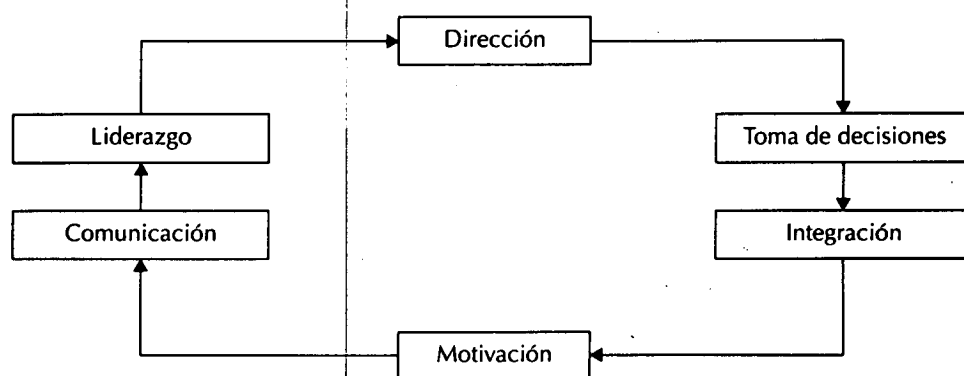 Dirección
Liderazgo
Toma de decisiones
Comunicación
Integración
Motivación